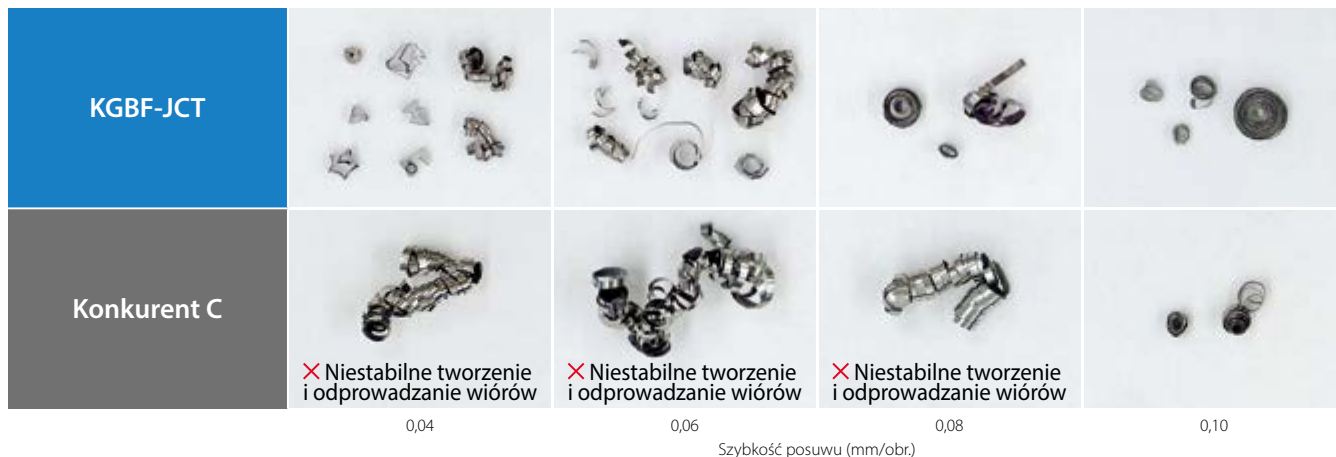 KGBF-JCT
Konkurent C
× Niestabilne tworzenie
i odprowadzanie wiórów
× Niestabilne tworzenie
i odprowadzanie wiórów
× Niestabilne tworzenie
i odprowadzanie wiórów
0,04
0,06
0,08
0,10
Szybkość posuwu (mm/obr.)